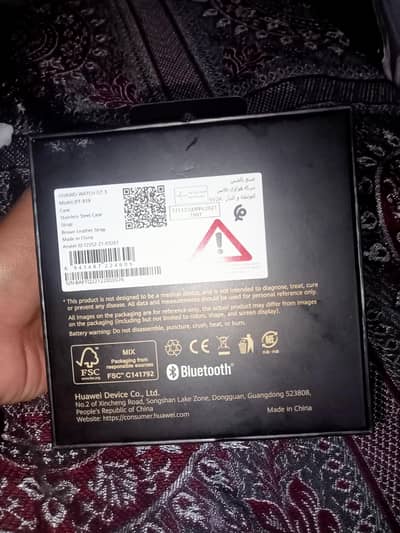 HUAWEI WATCH GT 3
Case
Stainless Steel Case
Strap
Brown Leather Strap
Made in China
صنع بالصين
* This product is not designed to be a medical device, and is not intended to diagnose, treat, cure
or prevent any disease. All data and measurements should be used for personal reference only.
All images on the packaging are for reference only, the actual product may differ from images
on the packaging (including but not limited to colors, shape, and screen display).
Battery warning: Do not disassemble, puncture, crush, heat, or burn.
FSC
MIX
Packaging from
responsible sources
FSC® C141792
CE
Bluetooth®
Huawei Device Co., Ltd.
No.2 of Xincheng Road, Songshan Lake Zone, Dongguan, Guangdong 523808,
People's Republic of China
Website: https://consumer.huawei.com
Made in China